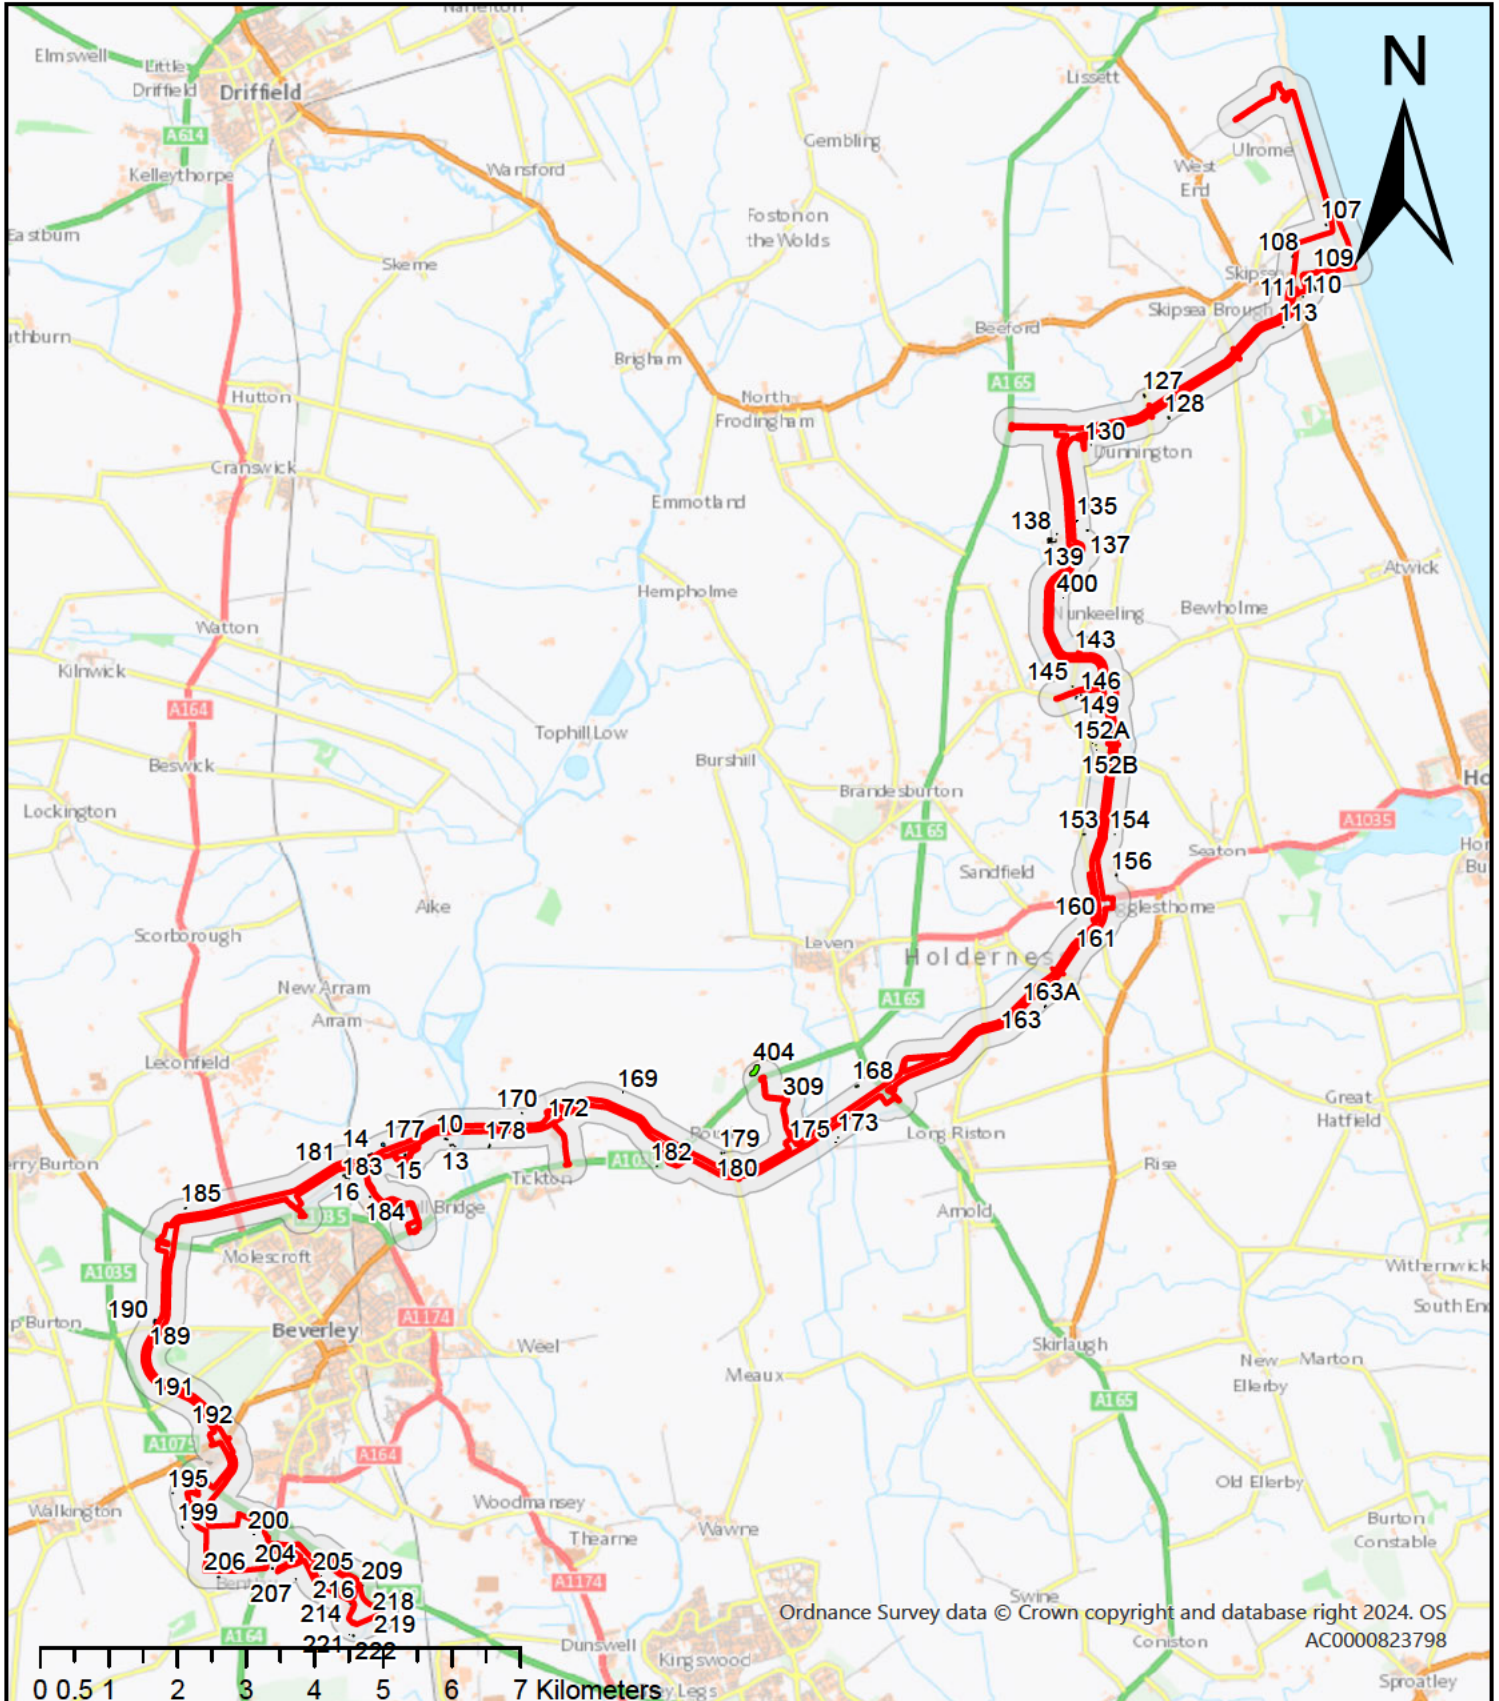 Elmswell
Little
Driffield
Driffield
Lissett
N
A614
Kelleythorpe
Wansford
Gembling
Ulrome
West
End
Eastburn
Foston on
the Wolds
107
Skerne
108
109
111
110
Skipsea Brough
113
Beeford
Brigham
A165
127
128
Hutton
North
Frodingham
130
Dunnington
Cranswick
Emmotland
135
138
137
139
400
Atwick
Hempholme
Nunkeeling
Bewholme
Watton
143
Kilnwick
145
146
149
A164
Tophill Low
152A
152B
Burshill
Beswick
Brandesburton
Lockington
A165
153
154
A1035
Seaton
156
Sandfield
160
Aike
161
Scorborough
Leven
Holderness
163A
New Arram
A165
163
Arram
Leconfield
404
309
168
169
170
172
Great
Hatfield
10
177
178
14
173
175
179
Long Riston
181
183
15
13
182
180
Rise
16
Tickton
185
184
Arnold
Molescroft
A1035
Withernwick
190
189
A1174
Beverley
Weel
Skirlaugh
New
Ellerby
Marton
Meaux
191
192
A165
A164
195
Old Ellerby
Walkington
199
Woodmansey
200
Thearne
Wawne
Burton
Constable
206
204
205
209
207
216
A1174
Swine
214
218
219
Ordnance Survey data © Crown copyright and database right 2024. OS
AC0000823798
221
222
A164
Dunswell
Kingswood
Coniston
Sproatley
0 0.5 1 2 3 4 5 6 7 Kilometers